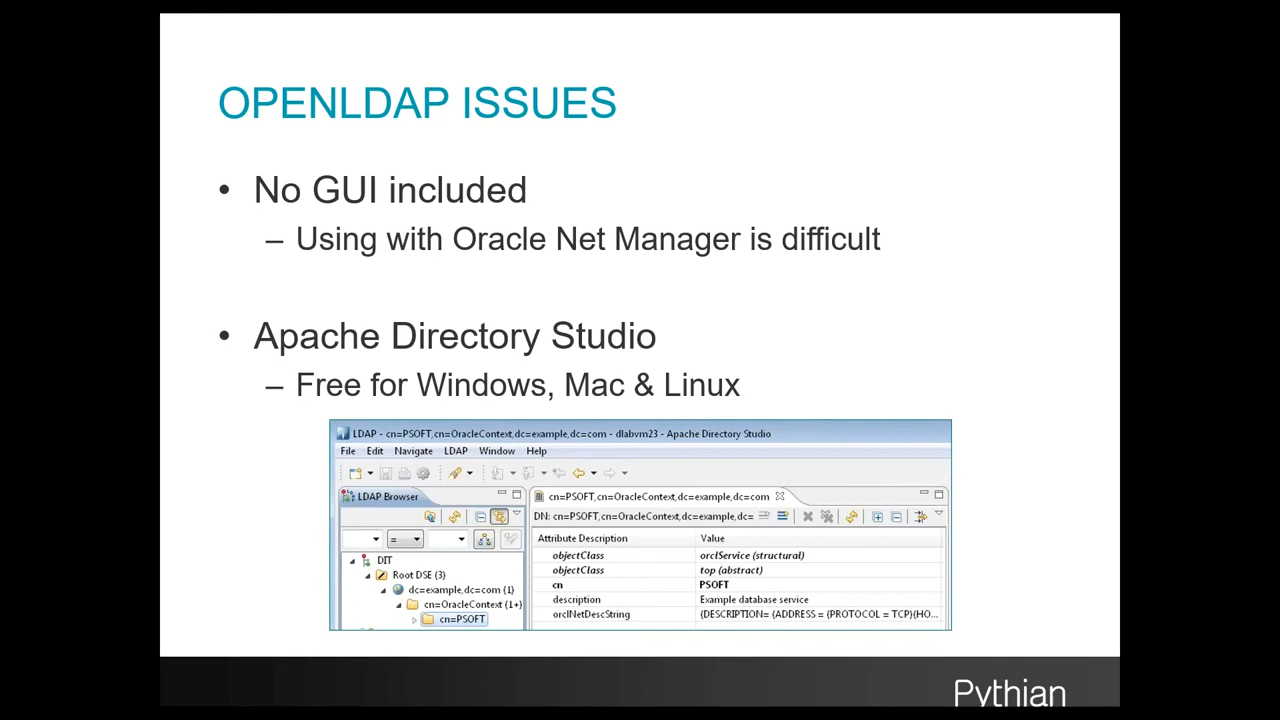 OPENLDAP ISSUES
• No GUI included
– Using with Oracle Net Manager is difficult
• Apache Directory Studio
– Free for Windows, Mac & Linux
LDAP - cn=PSOFT,cn=OracleContext,dc=example,dc=com - dlabvm23 - Apache Directory Studio
File Edit Navigate LDAP Window Help
LDAP Browser
cn=PSOFT,cn=OracleContext,dc=example,dc=com
DN: cn=PSOFT,cn=OracleContext,dc=example,dc=
=
Attribute Description Value
DIT
Root DSE (3)
dc=example,dc=com (1)
cn=OracleContext (1+)
cn=PSOFT
objectClass orclService (structural)
objectClass top (abstract)
cn PSOFT
description Example database service
orclNetDescString (DESCRIPTION= (ADDRESS = (PROTOCOL = TCP)(HO...
Pythian